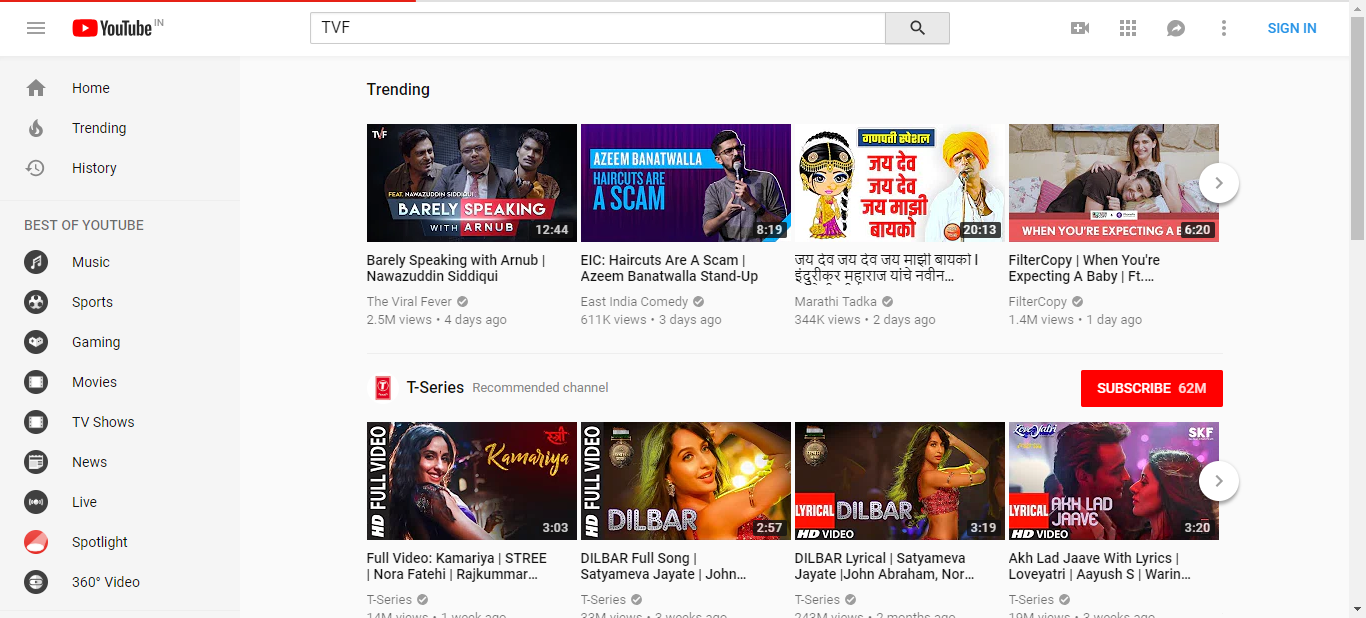 YouTube IN
TVF
SIGN IN
Home
Trending
History
BEST OF YOUTUBE
Music
Sports
Gaming
Movies
TV Shows
News
Live
Spotlight
360° Video
Trending
TVF
FEAT. NAWAZUDDIN SIDDIQUI
BARELY SPEAKING
WITH ARNUB
12:44
AZEEM BANATWALLA
HAIRCUTS ARE
A SCAM
8:19
गणपती स्पेशल
जय देव
जय देव
जय माझी
बायको
20:13
WHEN YOU'RE EXPECTING A
6:20
Barely Speaking with Arnub |
Nawazuddin Siddiqui
The Viral Fever
2.5M views • 4 days ago
EIC: Haircuts Are A Scam |
Azeem Banatwalla Stand-Up
East India Comedy
611K views • 3 days ago
जय देव जय देव जय माझी बायको |
इंदुरीकर महाराज यांचे नवीन...
Marathi Tadka
344K views • 2 days ago
FilterCopy | When You're
Expecting A Baby | Ft....
FilterCopy
1.4M views • 1 day ago
T-Series Recommended channel
SUBSCRIBE 62M
HD FULL VIDEO
स्त्री
Kamariya
3:03
HD FULL VIDEO
DILBAR
2:57
LYRICAL
DILBAR
HD VIDEO
3:19
LoveYatri
SKF
LYRICAL
AKH LAD
JAAVE
HD VIDEO
3:20
Full Video: Kamariya | STREE
| Nora Fatehi | Rajkummar...
T-Series
14M views • 1 week ago
DILBAR Full Song |
Satyameva Jayate | John...
T-Series
33M views • 3 weeks ago
DILBAR Lyrical | Satyameva
Jayate |John Abraham, Nor...
T-Series
243M views • 2 months ago
Akh Lad Jaave With Lyrics |
Loveyatri | Aayush S | Warin...
T-Series
19M views • 3 weeks ago